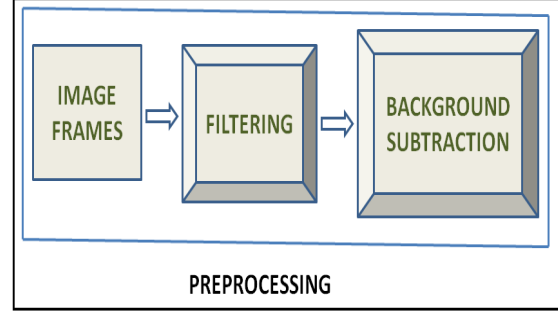 IMAGE
FRAMES
FILTERING
BACKGROUND
SUBTRACTION
PREPROCESSING